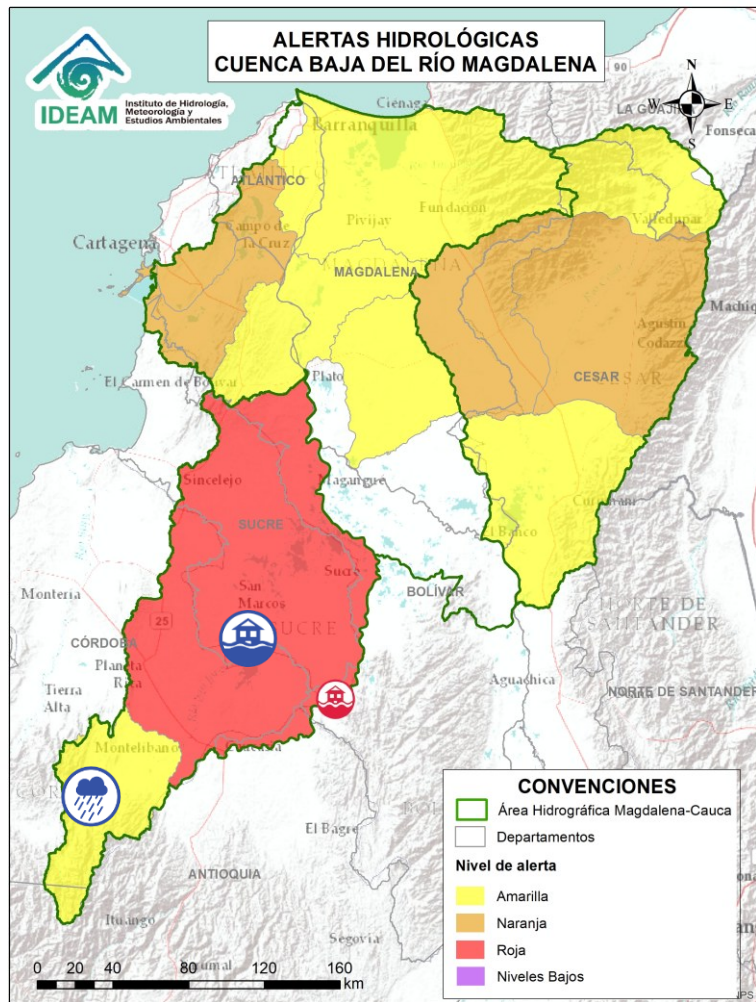 ALERTAS HIDROLÓGICAS
CUENCA BAJA DEL RÍO MAGDALENA
IDEAM
Instituto de Hidrología,
Meteorología y
Estudios Ambientales
N
W E
S
90
Ciénaga
LA GUAJI
Fonseca
Barranquilla
ATLÁNTICO
Valledupar
Fundación
Pivijay
Campo de
la Cruz
Cartagena
MAGDALENA
Machiq
Agustín
Codazzi
El Carmen de Bolívar
Plato
CESAR
Sincelejo
Magangue
SUCRE
El Banco
Sucre
San
Marcos
BOLÍVAR
SUCRE
Montería
25
NORTE DE
SANTANDER
CÓRDOBA
Planeta
Rica
Aguachica
Tierra
Alta
NORTE DE SANTANDER
Montelíbano
El Bagre
ANTIOQUIA
Ituango
Segovia
0 20 40 80 120 160
km
CONVENCIONES
Área Hidrográfica Magdalena-Cauca
Departamentos
Nivel de alerta
Amarilla
Naranja
Roja
Niveles Bajos